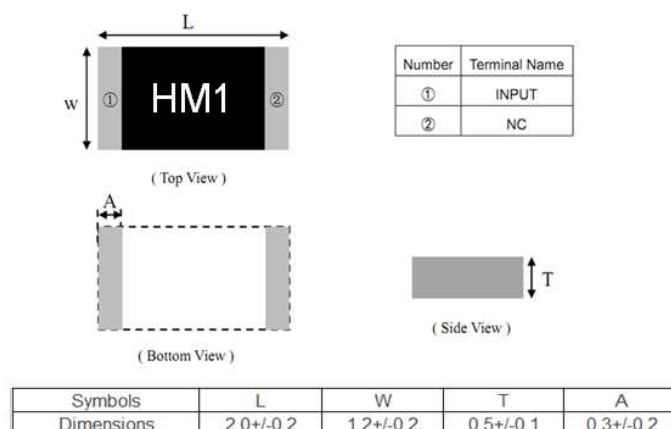 L
W
① HM1 ②
( Top View )
Number Terminal Name
① INPUT
② NC
A
( Bottom View )
T
( Side View )
Symbols L W T A
Dimensions 2.0+/-0.2 1.2+/-0.2 0.5+/-0.1 0.3+/-0.2